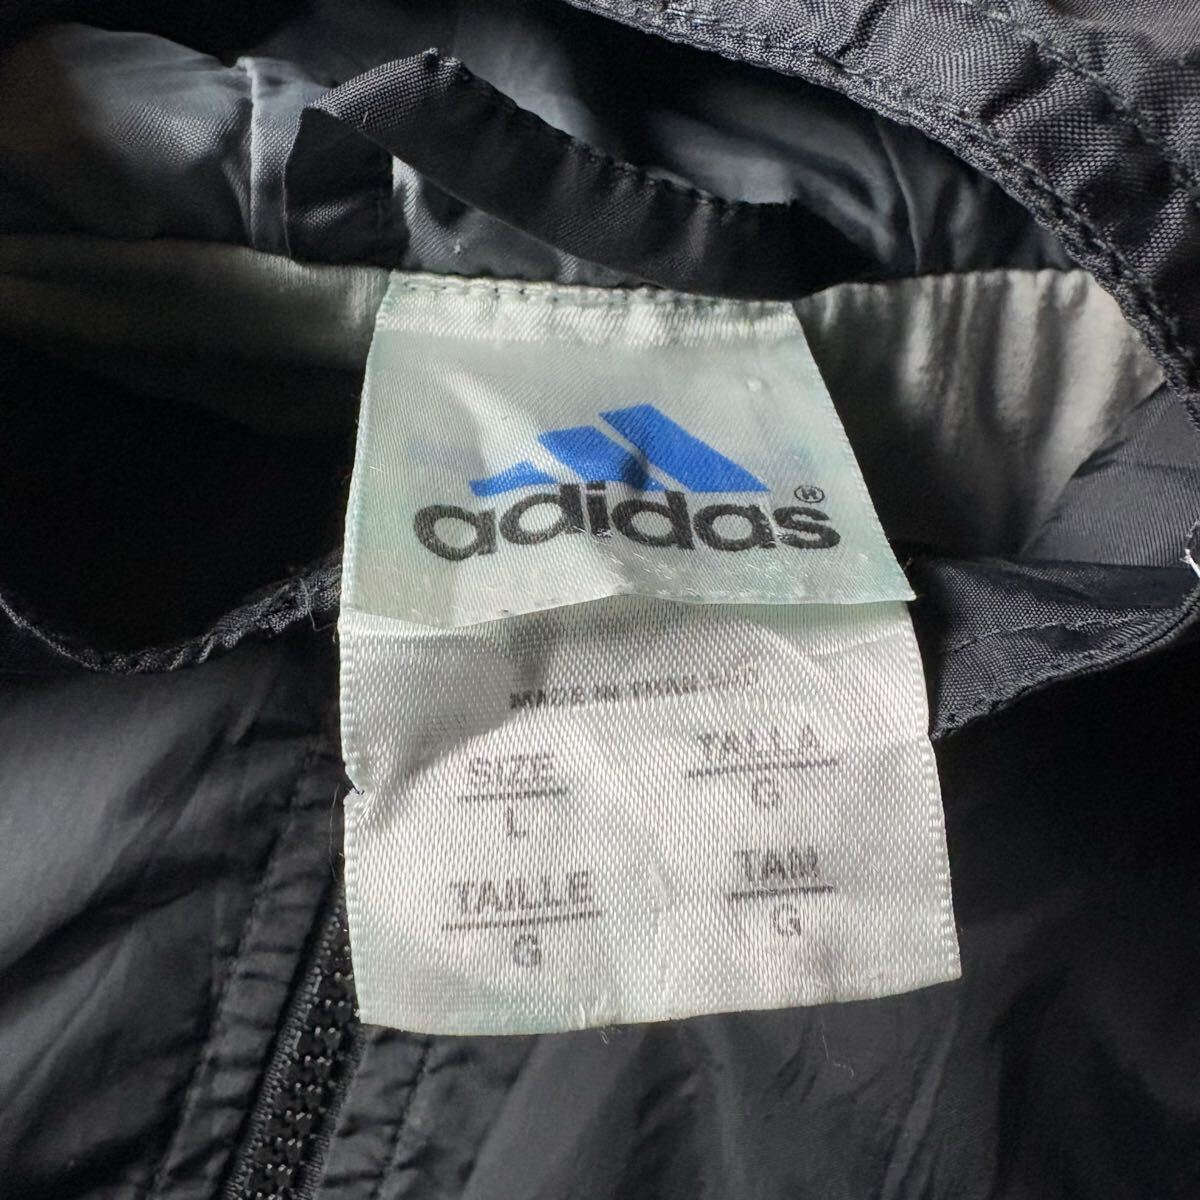 adidas®
MADE IN THAILAND
SIZE
L
TALLA
G
TAILLE
G
TAM
G